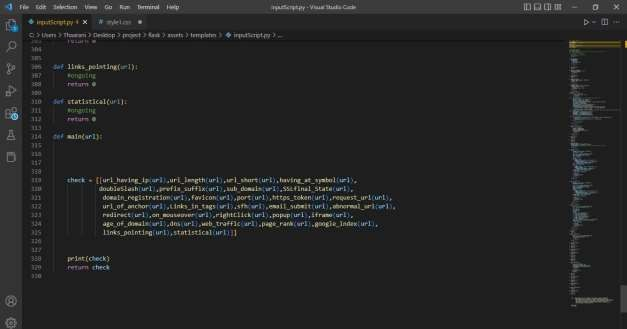 File Edit Selection View Go Run Terminal Help
inputScript.py - Visual Studio Code
inputScript.py 4
style1.css
C: > Users > Thoarani > Desktop > project > flask > assets > templates > inputScript.py > ...
303 return 0
304
305
306 def links_pointing(url):
307 #ongoing
308 return 0
309
310 def statistical(url):
311 #ongoing
312 return 0
313
314 def main(url):
315
316
317
318
319 check = [[url_having_ip(url),url_length(url),url_short(url),having_at_symbol(url),
320 doubleSlash(url),prefix_suffix(url),sub_domain(url),SSLfinal_State(url),
321 domain_registration(url),favicon(url),port(url),https_token(url),request_url(url),
322 url_of_anchor(url),Links_in_tags(url),sfh(url),email_submit(url),abnormal_url(url),
323 redirect(url),on_mouseover(url),rightClick(url),popup(url),iframe(url),
324 age_of_domain(url),dns(url),web_traffic(url),page_rank(url),google_index(url),
325 links_pointing(url),statistical(url)]]
326
327
328 print(check)
329 return check
330